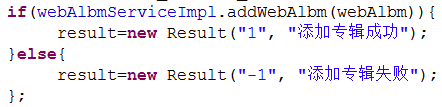 if(webAlbmServiceImpl.addWebAlbm(webAlbm)){
result=new Result("1", "添加专辑成功");
}else{
result=new Result("-1", "添加专辑失败");
};